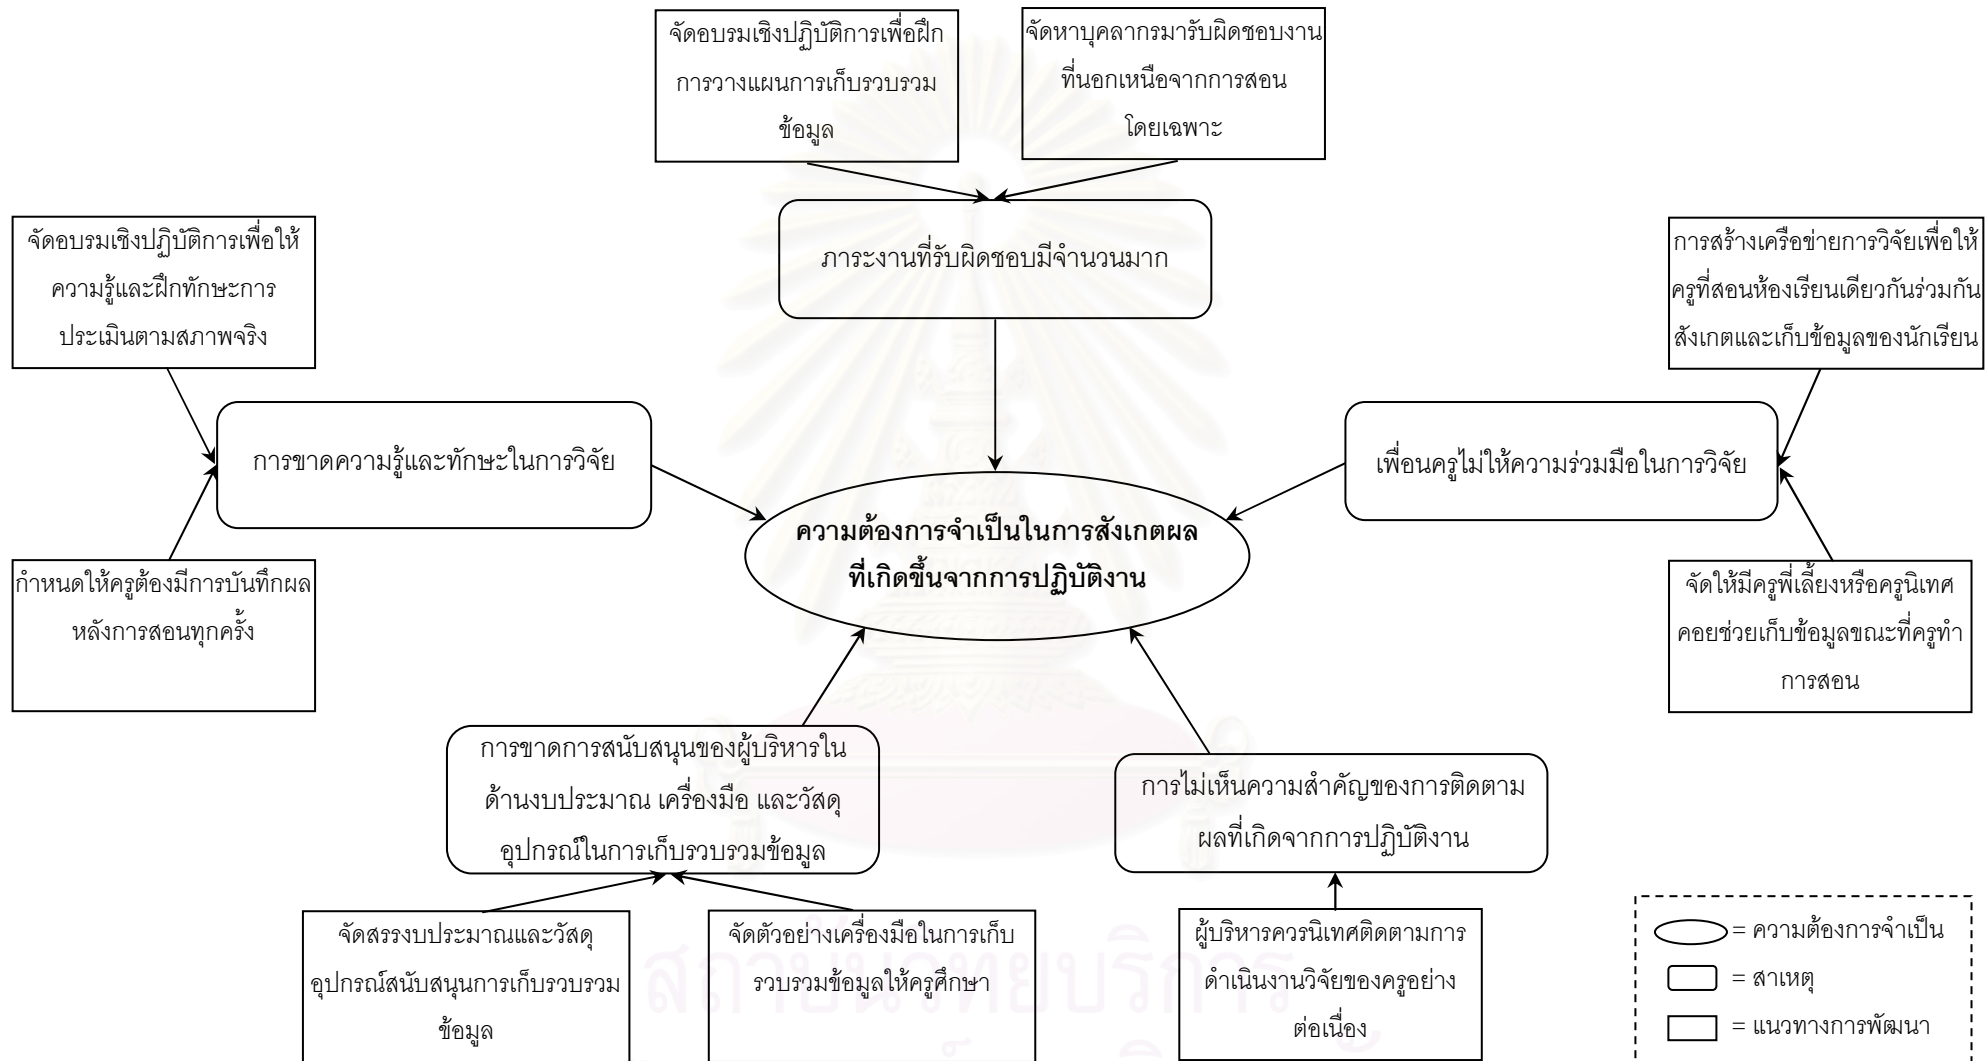 จัดอบรมเชิงปฏิบัติการเพื่อฝึก
การวางแผนการเก็บรวบรวม
ข้อมูล
จัดหาบุคลากรมารับผิดชอบงาน
ที่นอกเหนือจากการสอน
โดยเฉพาะ
ภาระงานที่รับผิดชอบมีจำนวนมาก
จัดอบรมเชิงปฏิบัติการเพื่อให้
ความรู้และฝึกทักษะการ
ประเมินตามสภาพจริง
การสร้างเครือข่ายการวิจัยเพื่อให้
ครูที่สอนห้องเรียนเดียวกันร่วมกัน
สังเกตและเก็บข้อมูลของนักเรียน
การขาดความรู้และทักษะในการวิจัย
เพื่อนครูไม่ให้ความร่วมมือในการวิจัย
ความต้องการจำเป็นในการสังเกตผล
ที่เกิดขึ้นจากการปฏิบัติงาน
กำหนดให้ครูต้องมีการบันทึกผล
หลังการสอนทุกครั้ง
จัดให้มีครูพี่เลี้ยงหรือครูนิเทศ
คอยช่วยเก็บข้อมูลขณะที่ครูทำ
การสอน
การขาดการสนับสนุนของผู้บริหารใน
ด้านงบประมาณ เครื่องมือ และวัสดุ
อุปกรณ์ในการเก็บรวบรวมข้อมูล
การไม่เห็นความสำคัญของการติดตาม
ผลที่เกิดจากการปฏิบัติงาน
จัดสรรงบประมาณและวัสดุ
อุปกรณ์สนับสนุนการเก็บรวบรวม
ข้อมูล
จัดตัวอย่างเครื่องมือในการเก็บ
รวบรวมข้อมูลให้ครูศึกษา
ผู้บริหารควรนิเทศติดตามการ
ดำเนินงานวิจัยของครูอย่าง
ต่อเนื่อง
= ความต้องการจำเป็น
= สาเหตุ
= แนวทางการพัฒนา
สถาบันวิทยบริการ